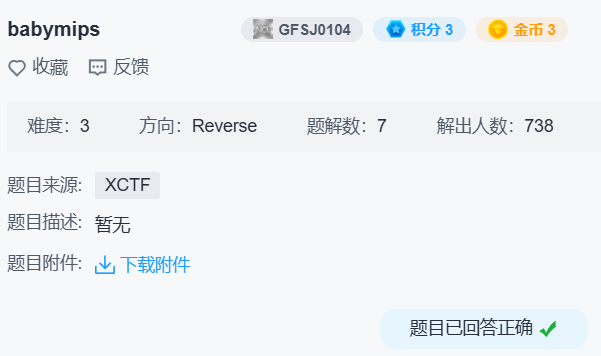 babymips GFSJ0104 积分 3 金币 3
收藏 反馈
难度：3 方向：Reverse 题解数：7 解出人数：738
题目来源： XCTF
题目描述: 暂无
题目附件: 下载附件
题目已回答正确